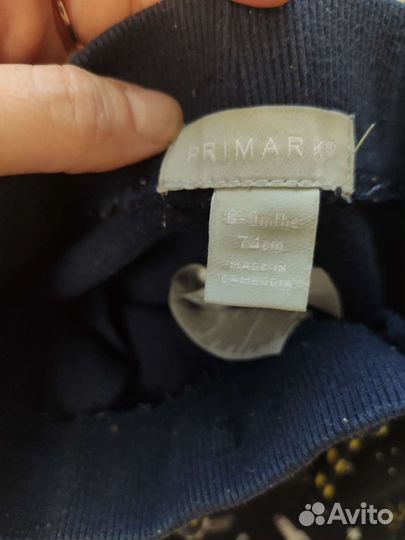 PRIMARK®
6-9mths
74cm
MADE IN
CAMBODIA
Avito